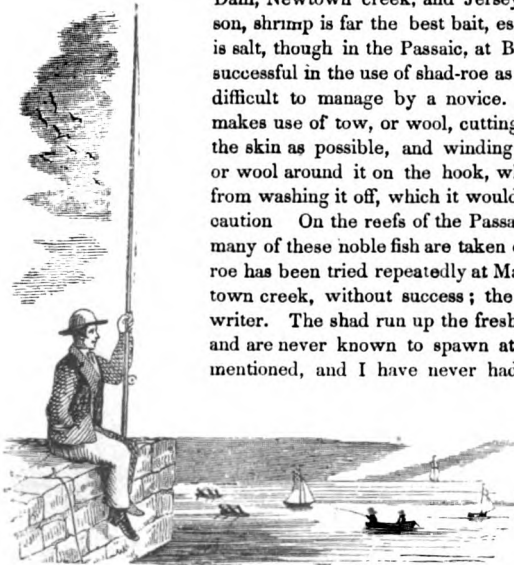 Dam, Newtown creek, and Jersey
son, shrimp is far the best bait, es
is salt, though in the Passaic, at B
successful in the use of shad-roe as
difficult to manage by a novice.
makes use of tow, or wool, cutting
the skin as possible, and winding
or wool around it on the hook, w
from washing it off, which it would
caution On the reefs of the Passa
many of these noble fish are taken
roe has been tried repeatedly at Ma
town creek, without success; the
writer. The shad run up the fresh
and are never known to spawn at
mentioned, and I have never had